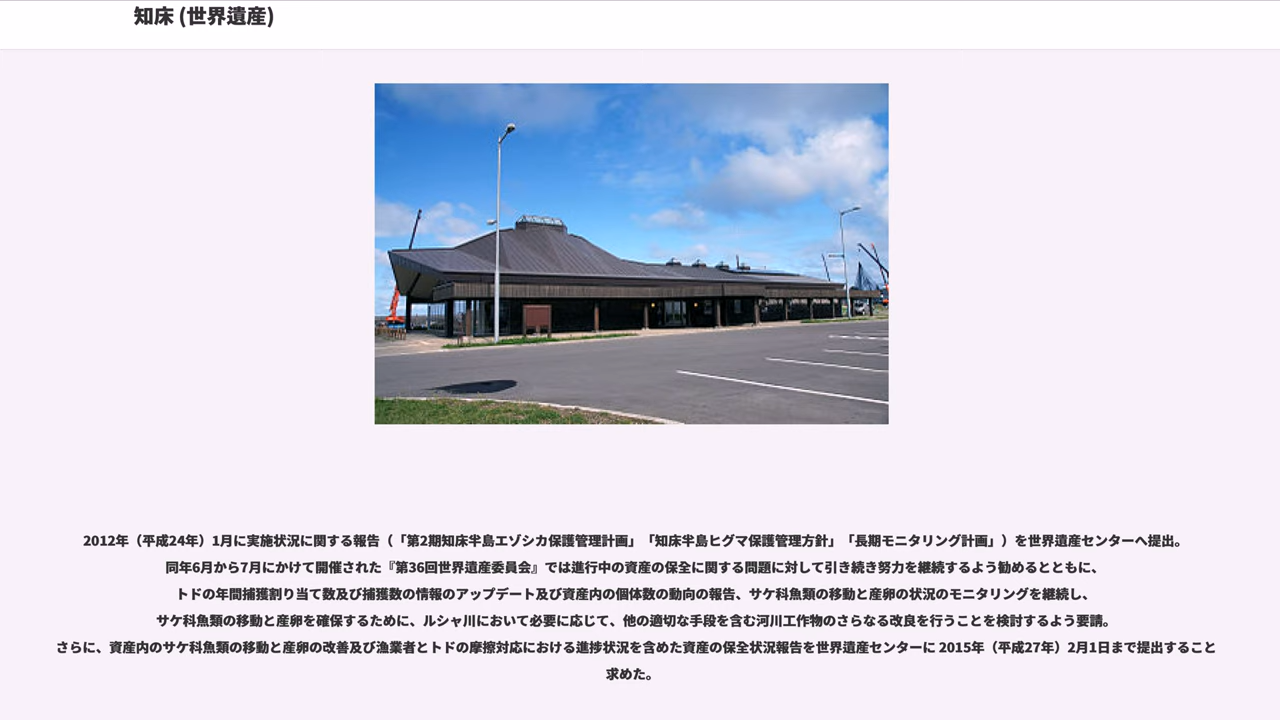 知床 (世界遺産)
2012年（平成24年）1月に実施状況に関する報告（「第2期知床半島エゾシカ保護管理計画」「知床半島ヒグマ保護管理方針」「長期モニタリング計画」）を世界遺産センターへ提出。
同年6月から7月にかけて開催された『第36回世界遺産委員会』では進行中の資産の保全に関する問題に対して引き続き努力を継続するよう勧めるとともに、
トドの年間捕獲割り当て数及び捕獲数の情報のアップデート及び資産内の個体数の動向の報告、サケ科魚類の移動と産卵の状況のモニタリングを継続し、
サケ科魚類の移動と産卵を確保するために、ルシャ川において必要に応じて、他の適切な手段を含む河川工作物のさらなる改良を行うことを検討するよう要請。
さらに、資産内のサケ科魚類の移動と産卵の改善及び漁業者とトドの摩擦対応における進捗状況を含めた資産の保全状況報告を世界遺産センターに 2015年（平成27年）2月1日まで提出すること
求めた。